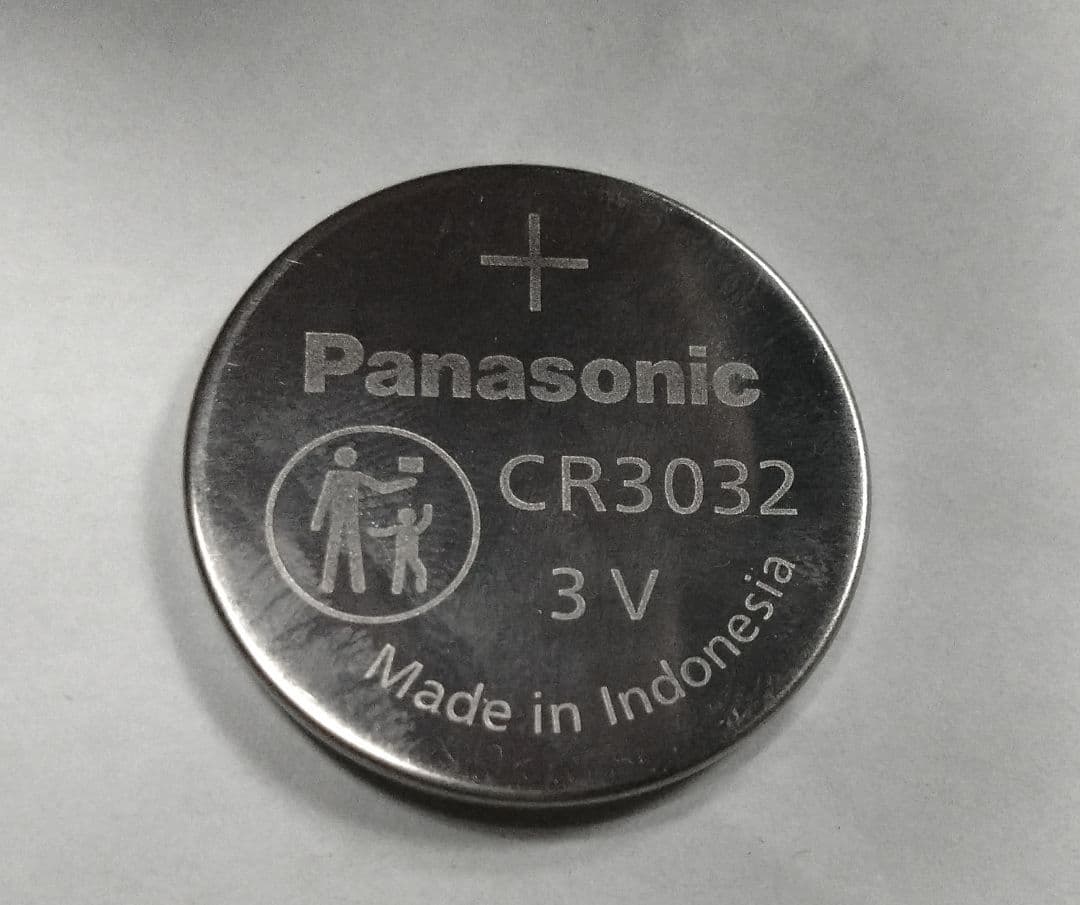 +
Panasonic
CR3032
3 V
Made in Indonesia